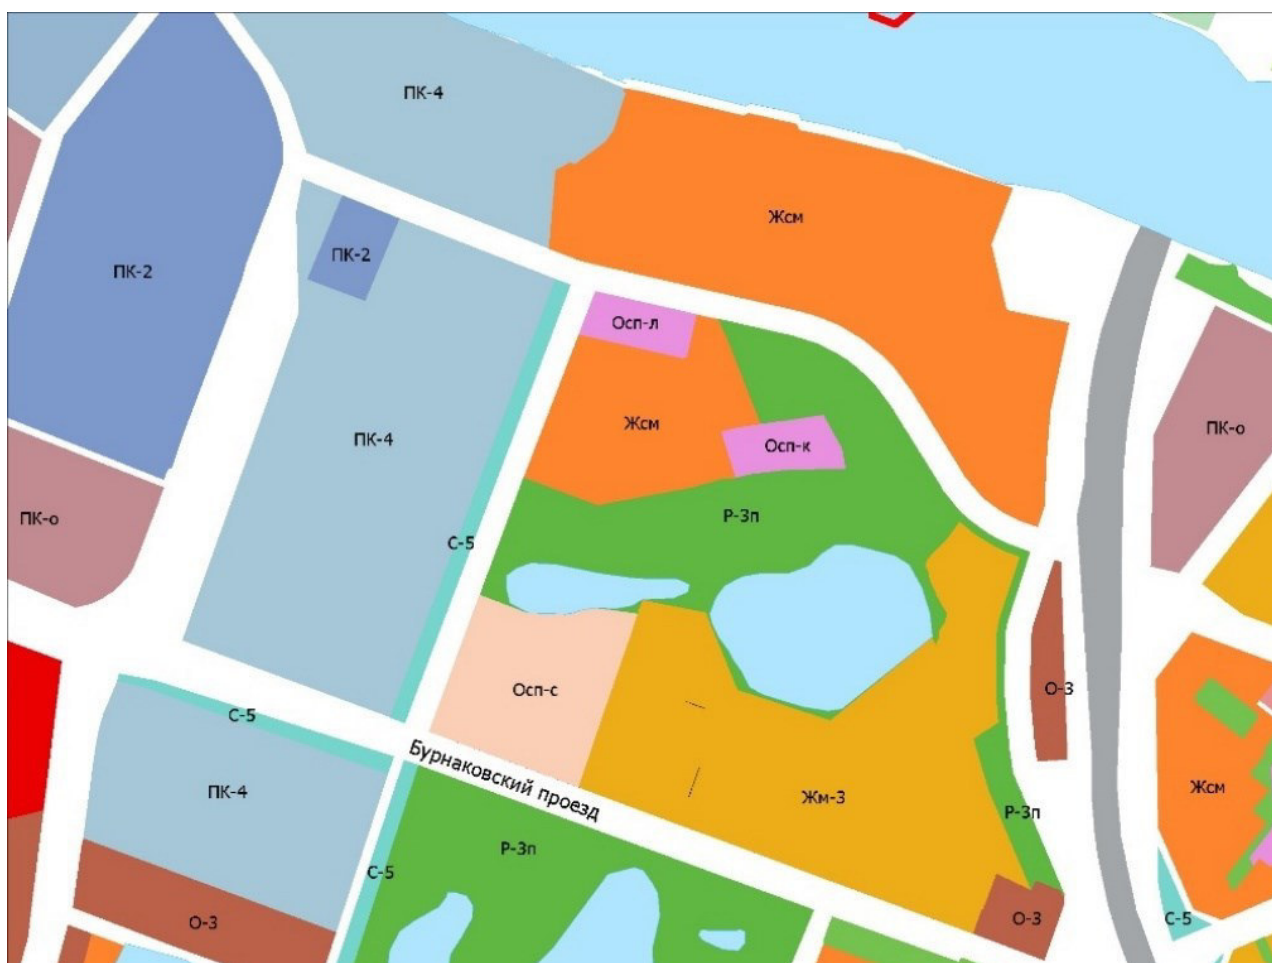 ПК-4
Жсм
ПК-2
ПК-2
Осп-л
Жсм
ПК-о
ПК-4
Осп-к
ПК-о
Р-3п
С-5
О-3
Осп-с
С-5
Бурнаковский проезд
ПК-4
Жм-3
Жсм
Р-3п
Р-3п
С-5
О-3
О-3
С-5